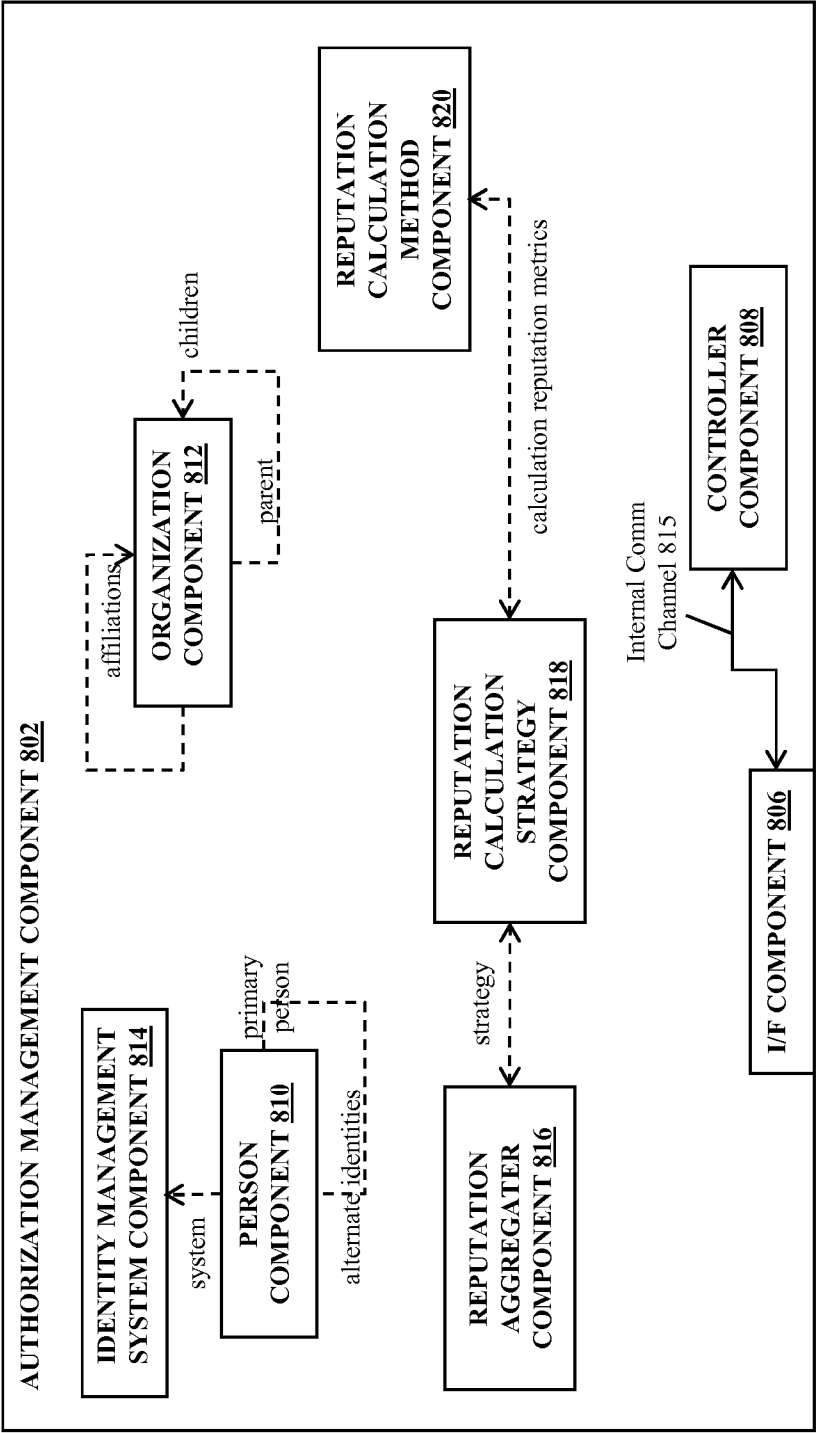 AUTHORIZATION MANAGEMENT COMPONENT 802
IDENTITY MANAGEMENT
SYSTEM COMPONENT 814
system
PERSON
COMPONENT 810
primary
person
alternate identities
affiliations
ORGANIZATION
COMPONENT 812
children
parent
REPUTATION
AGGREGATER
COMPONENT 816
strategy
REPUTATION
CALCULATION
STRATEGY
COMPONENT 818
calculation reputation metrics
REPUTATION
CALCULATION
METHOD
COMPONENT 820
I/F COMPONENT 806
Internal Comm
Channel 815
CONTROLLER
COMPONENT 808